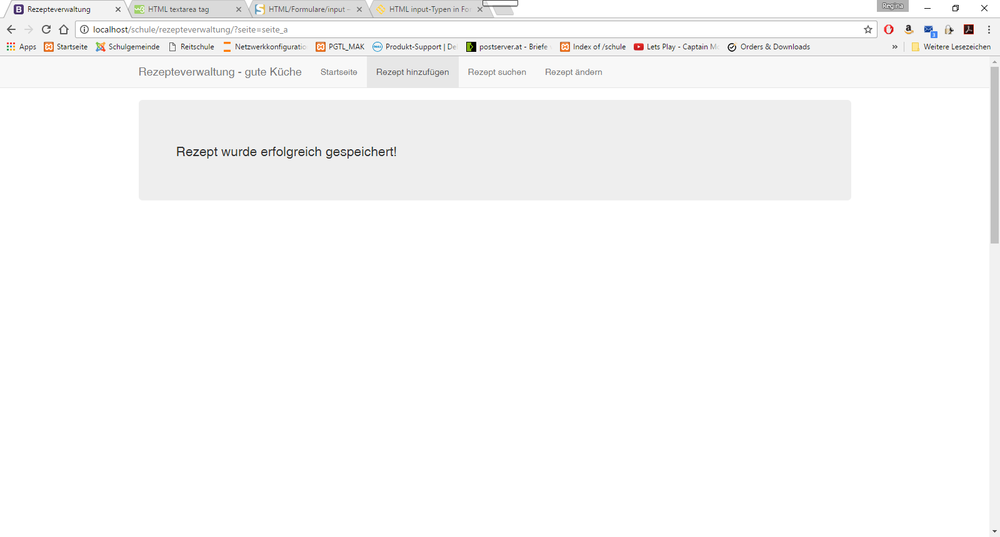 Rezepteverwaltung
HTML textarea tag
HTML/Formulare/input –
HTML input-Typen in For
Regina
localhost/schule/rezepteverwaltung/?seite=seite_a
3
Apps
Startseite
Schulgemeinde
Reitschule
Netzwerkkonfiguratio
PGTL_MAK
Produkt-Support | De
postserver.at - Briefe
Index of /schule
Lets Play - Captain Mo
Orders & Downloads
»
Weitere Lesezeichen
Rezepteverwaltung - gute Küche
Startseite
Rezept hinzufügen
Rezept suchen
Rezept ändern
Rezept wurde erfolgreich gespeichert!